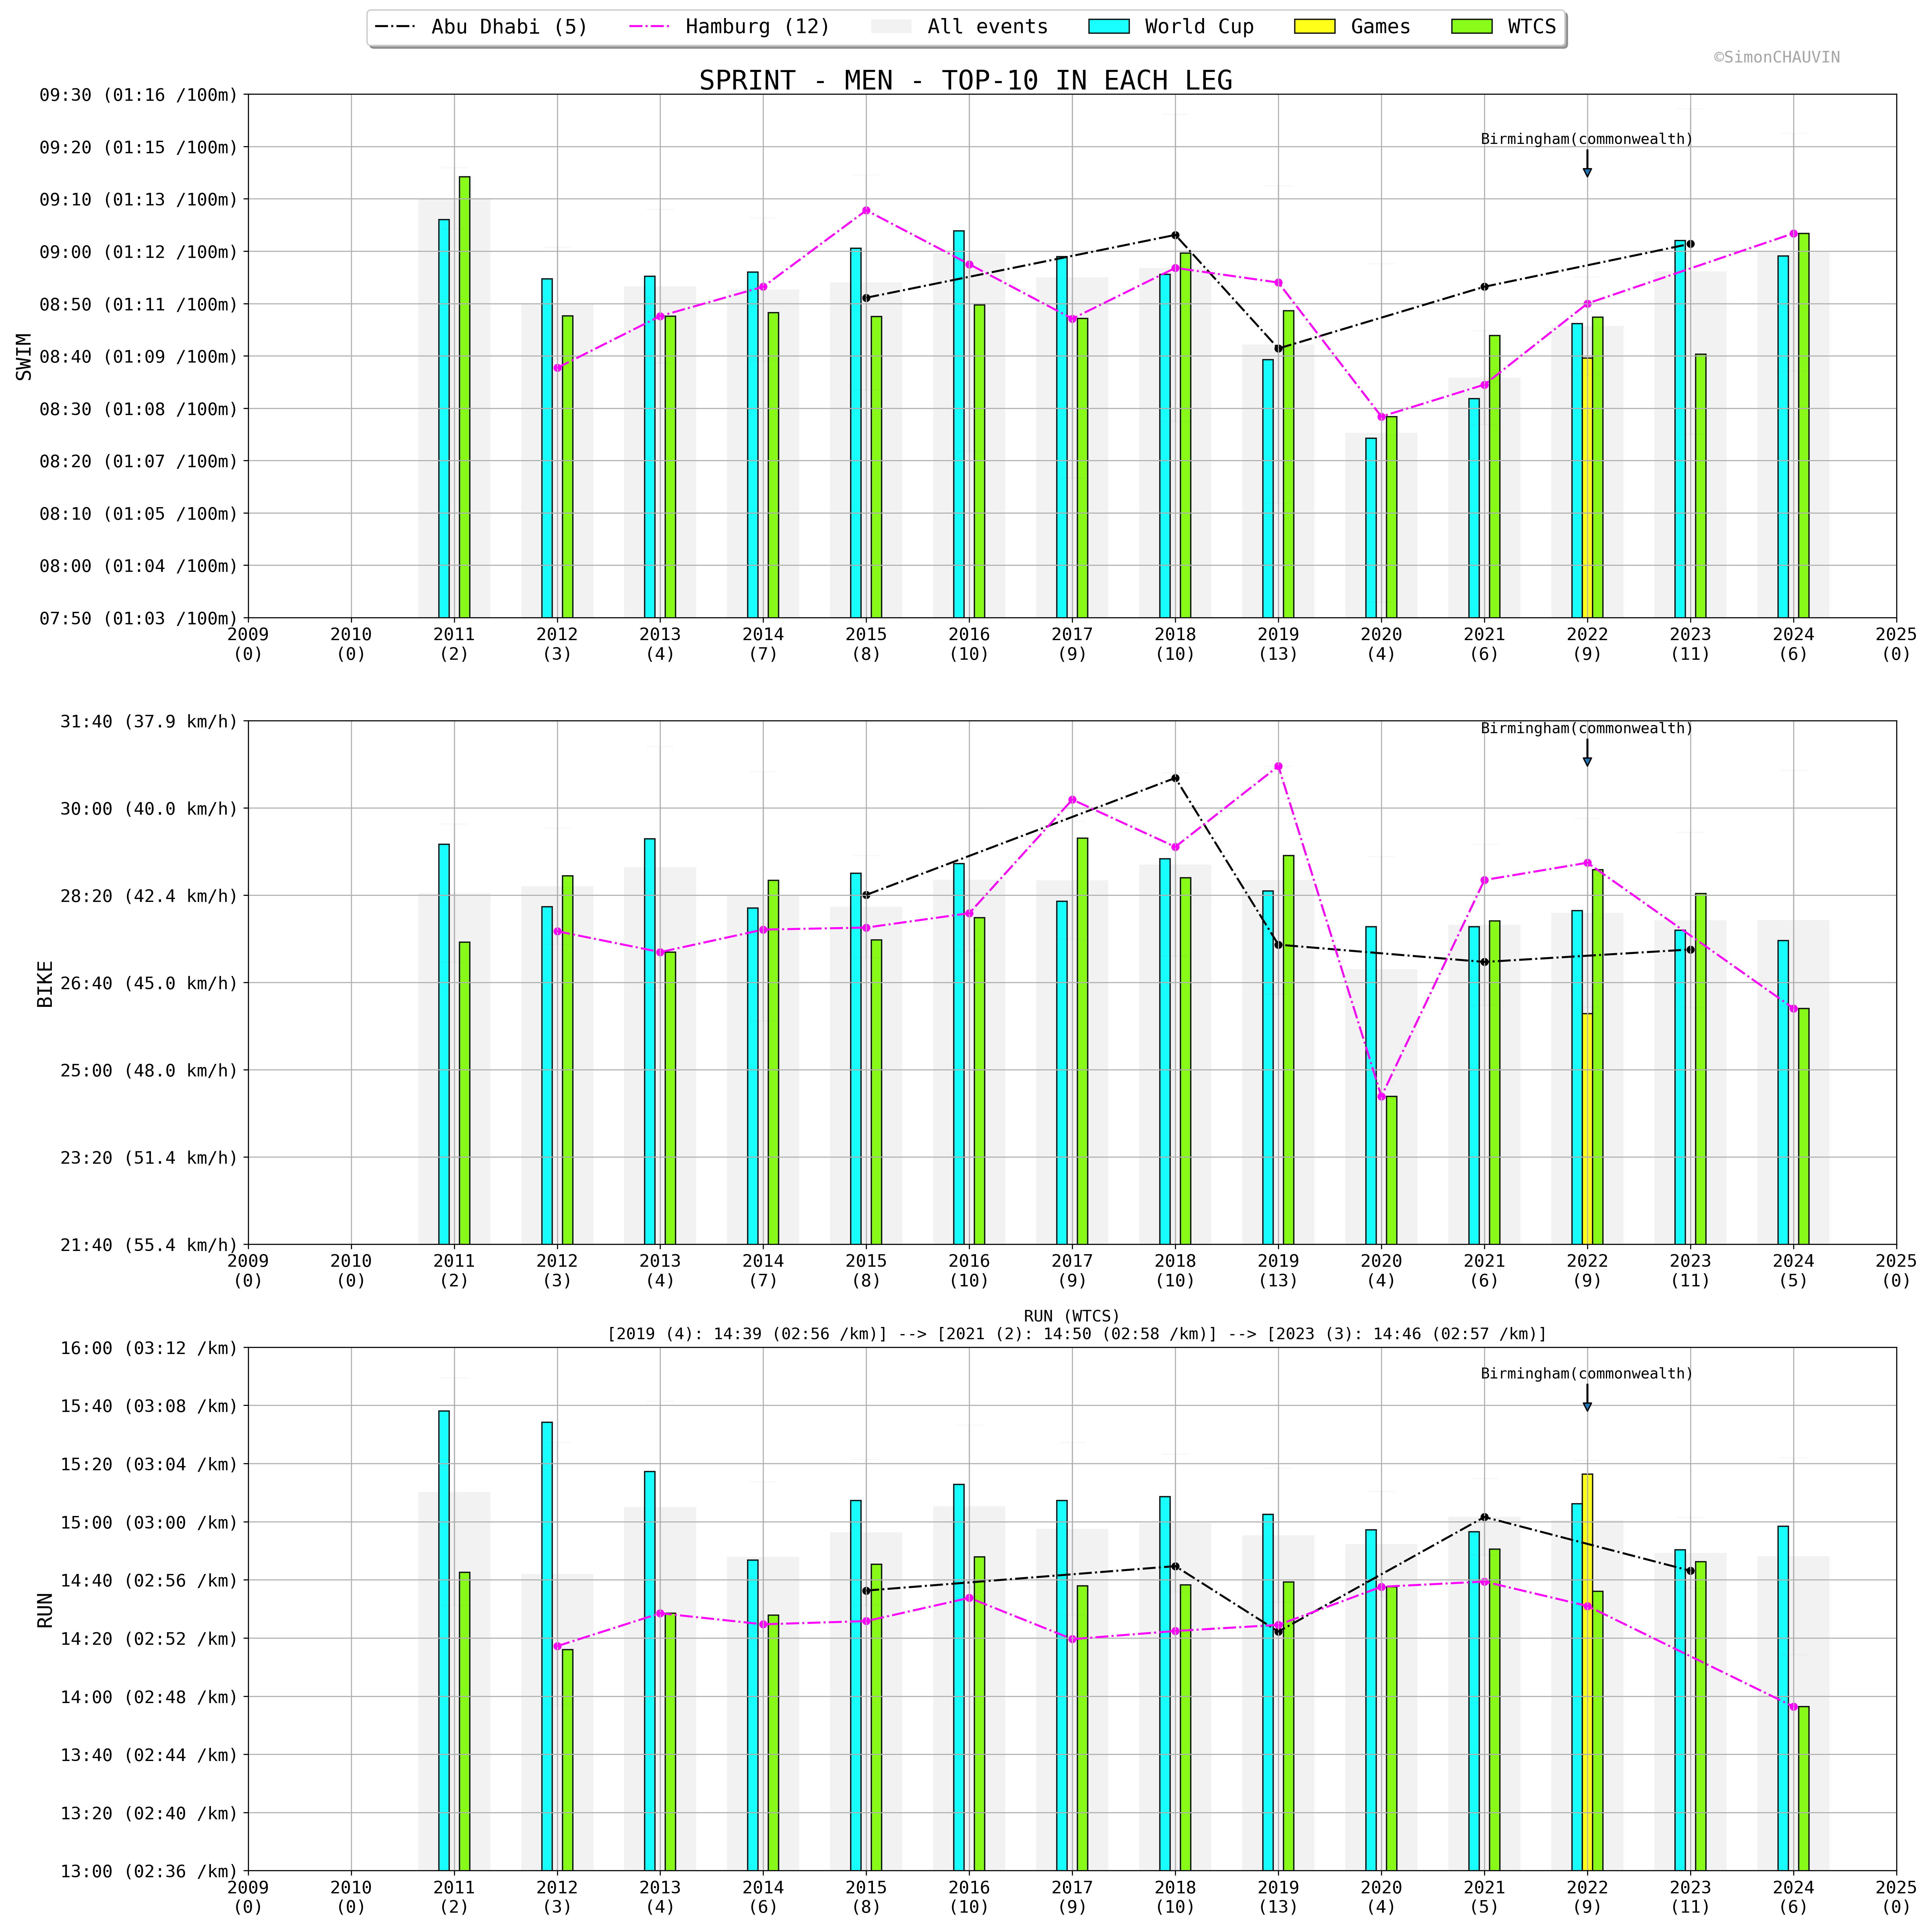 Abu Dhabi (5) Hamburg (12) All events World Cup Games WTCS
©SimonCHAUVIN
SPRINT - MEN - TOP-10 IN EACH LEG
09:30 (01:16 /100m)
09:20 (01:15 /100m)
09:10 (01:13 /100m)
09:00 (01:12 /100m)
08:50 (01:11 /100m)
08:40 (01:09 /100m)
08:30 (01:08 /100m)
08:20 (01:07 /100m)
08:10 (01:05 /100m)
08:00 (01:04 /100m)
07:50 (01:03 /100m)
SWIM
Birmingham(commonwealth)
2009 2010 2011 2012 2013 2014 2015 2016 2017 2018 2019 2020 2021 2022 2023 2024 2025
(0) (0) (2) (3) (4) (7) (8) (10) (9) (10) (13) (4) (6) (9) (11) (6) (0)
31:40 (37.9 km/h)
30:00 (40.0 km/h)
28:20 (42.4 km/h)
26:40 (45.0 km/h)
25:00 (48.0 km/h)
23:20 (51.4 km/h)
21:40 (55.4 km/h)
BIKE
Birmingham(commonwealth)
2009 2010 2011 2012 2013 2014 2015 2016 2017 2018 2019 2020 2021 2022 2023 2024 2025
(0) (0) (2) (3) (4) (7) (8) (10) (9) (10) (13) (4) (6) (9) (11) (5) (0)
RUN (WTCS)
[2019 (4): 14:39 (02:56 /km)] --> [2021 (2): 14:50 (02:58 /km)] --> [2023 (3): 14:46 (02:57 /km)]
16:00 (03:12 /km)
15:40 (03:08 /km)
15:20 (03:04 /km)
15:00 (03:00 /km)
14:40 (02:56 /km)
14:20 (02:52 /km)
14:00 (02:48 /km)
13:40 (02:44 /km)
13:20 (02:40 /km)
13:00 (02:36 /km)
RUN
Birmingham(commonwealth)
2009 2010 2011 2012 2013 2014 2015 2016 2017 2018 2019 2020 2021 2022 2023 2024 2025
(0) (0) (2) (3) (4) (6) (8) (10) (9) (10) (13) (4) (5) (9) (11) (6) (0)